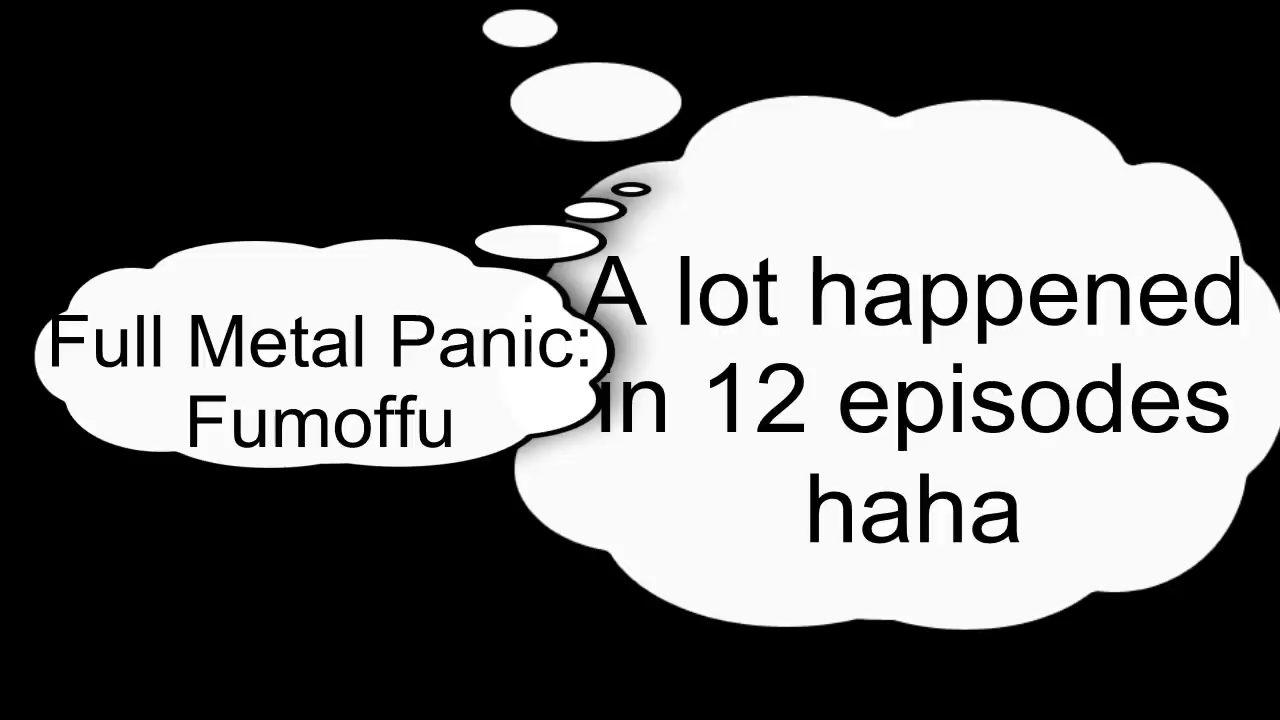 Full Metal Panic:
Fumoffu
A lot happened
in 12 episodes
haha